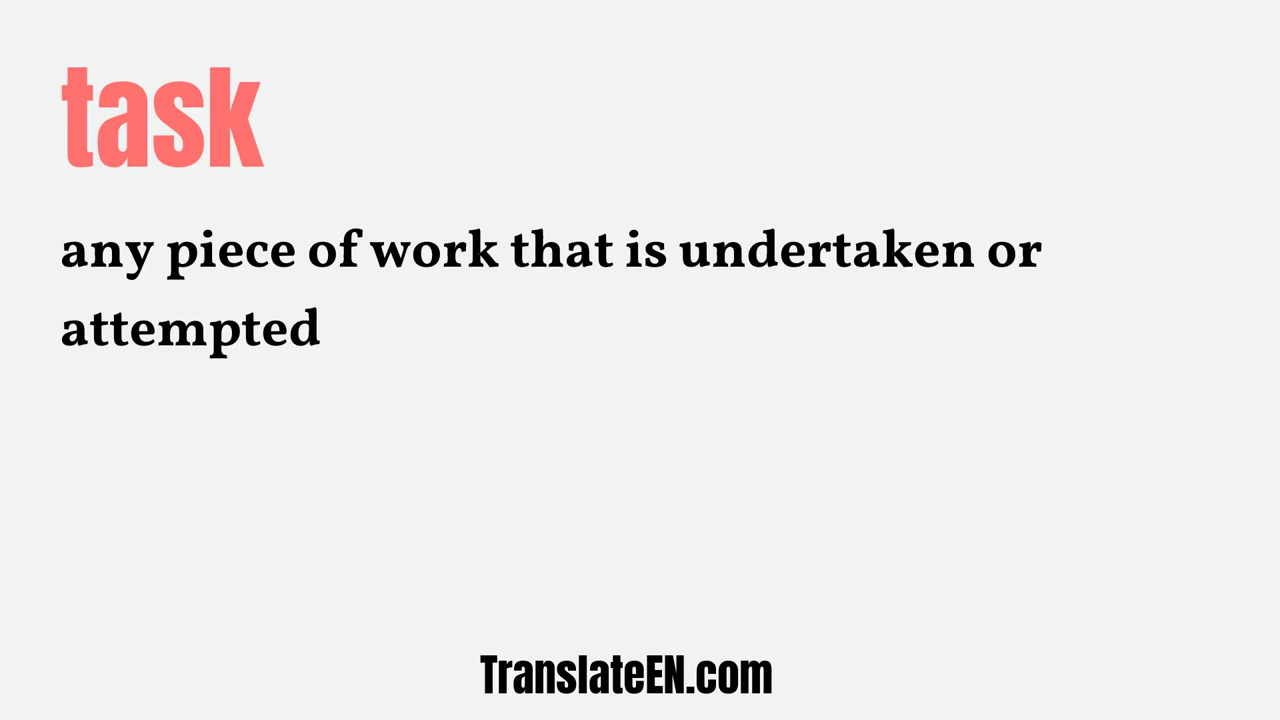 task
any piece of work that is undertaken or
attempted
TranslateEN.com